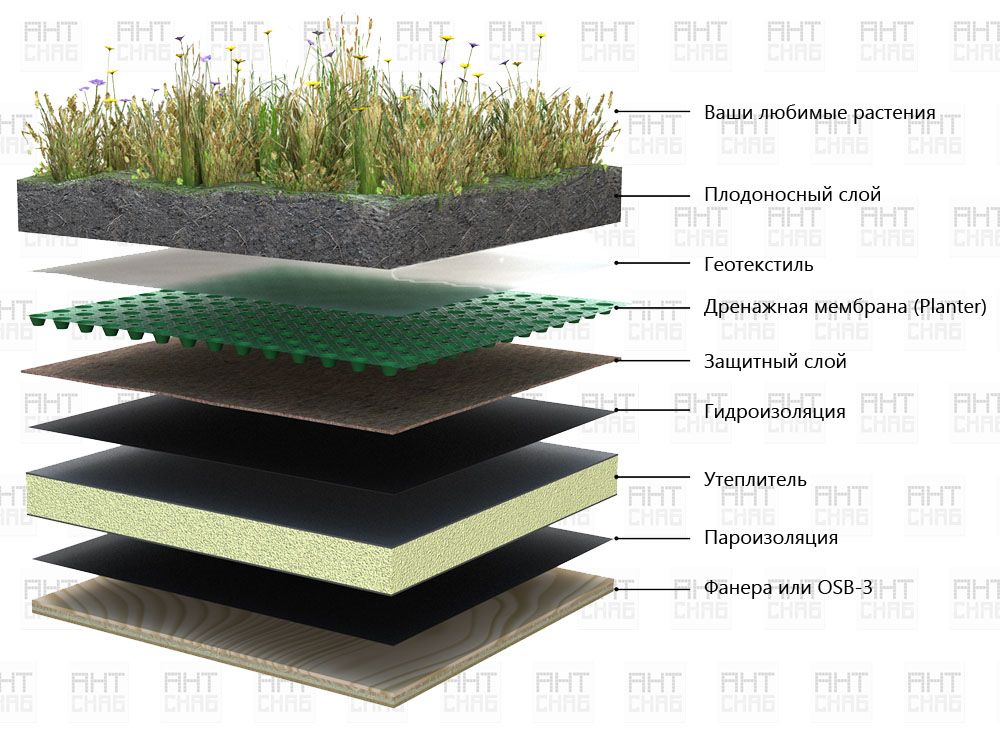 Ваши любимые растения
Плодоносный слой
Геотекстиль
Дренажная мембрана (Planter)
Защитный слой
Гидроизоляция
Утеплитель
Пароизоляция
Фанера или OSB-3
АНТ
СНАБ